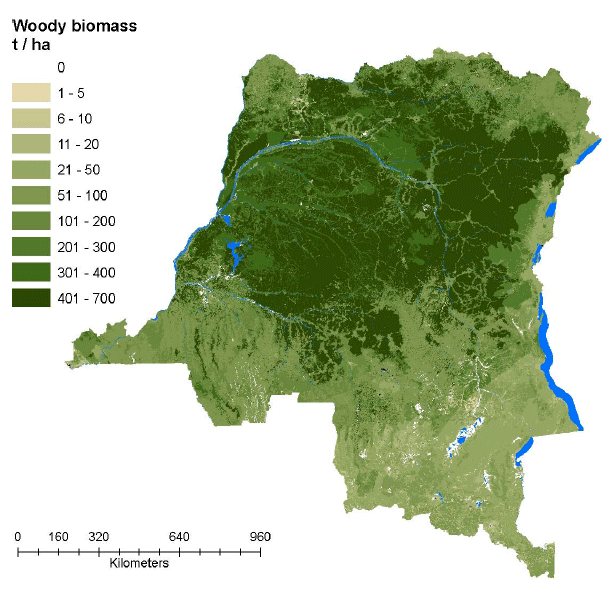 Woody biomass
t / ha
0
1 - 5
6 - 10
11 - 20
21 - 50
51 - 100
101 - 200
201 - 300
301 - 400
401 - 700
0 160 320 640 960
Kilometers